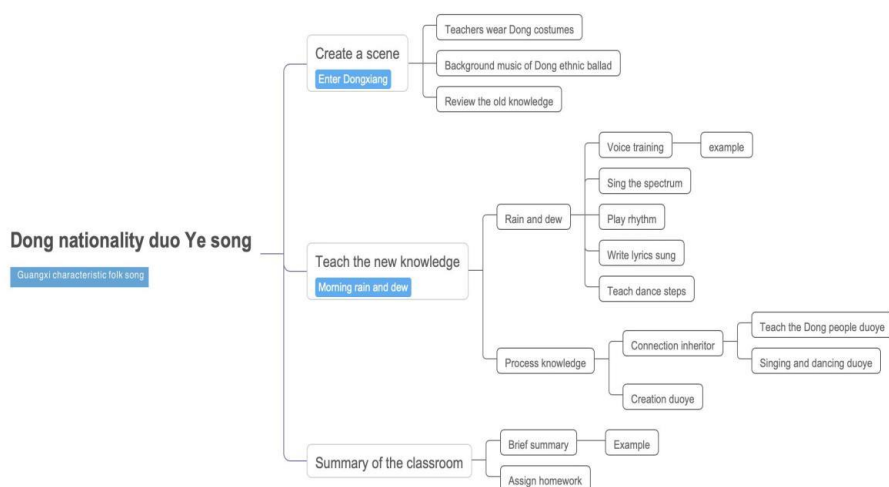 Dong nationality duo Ye song
Guangxi characteristic folk song
Create a scene
Enter Dongxiang
Teachers wear Dong costumes
Background music of Dong ethnic ballad
Review the old knowledge
Teach the new knowledge
Morning rain and dew
Rain and dew
Voice training
example
Sing the spectrum
Play rhythm
Write lyrics sung
Teach dance steps
Process knowledge
Connection inheritor
Teach the Dong people duoye
Singing and dancing duoye
Creation duoye
Summary of the classroom
Brief summary
Example
Assign homework